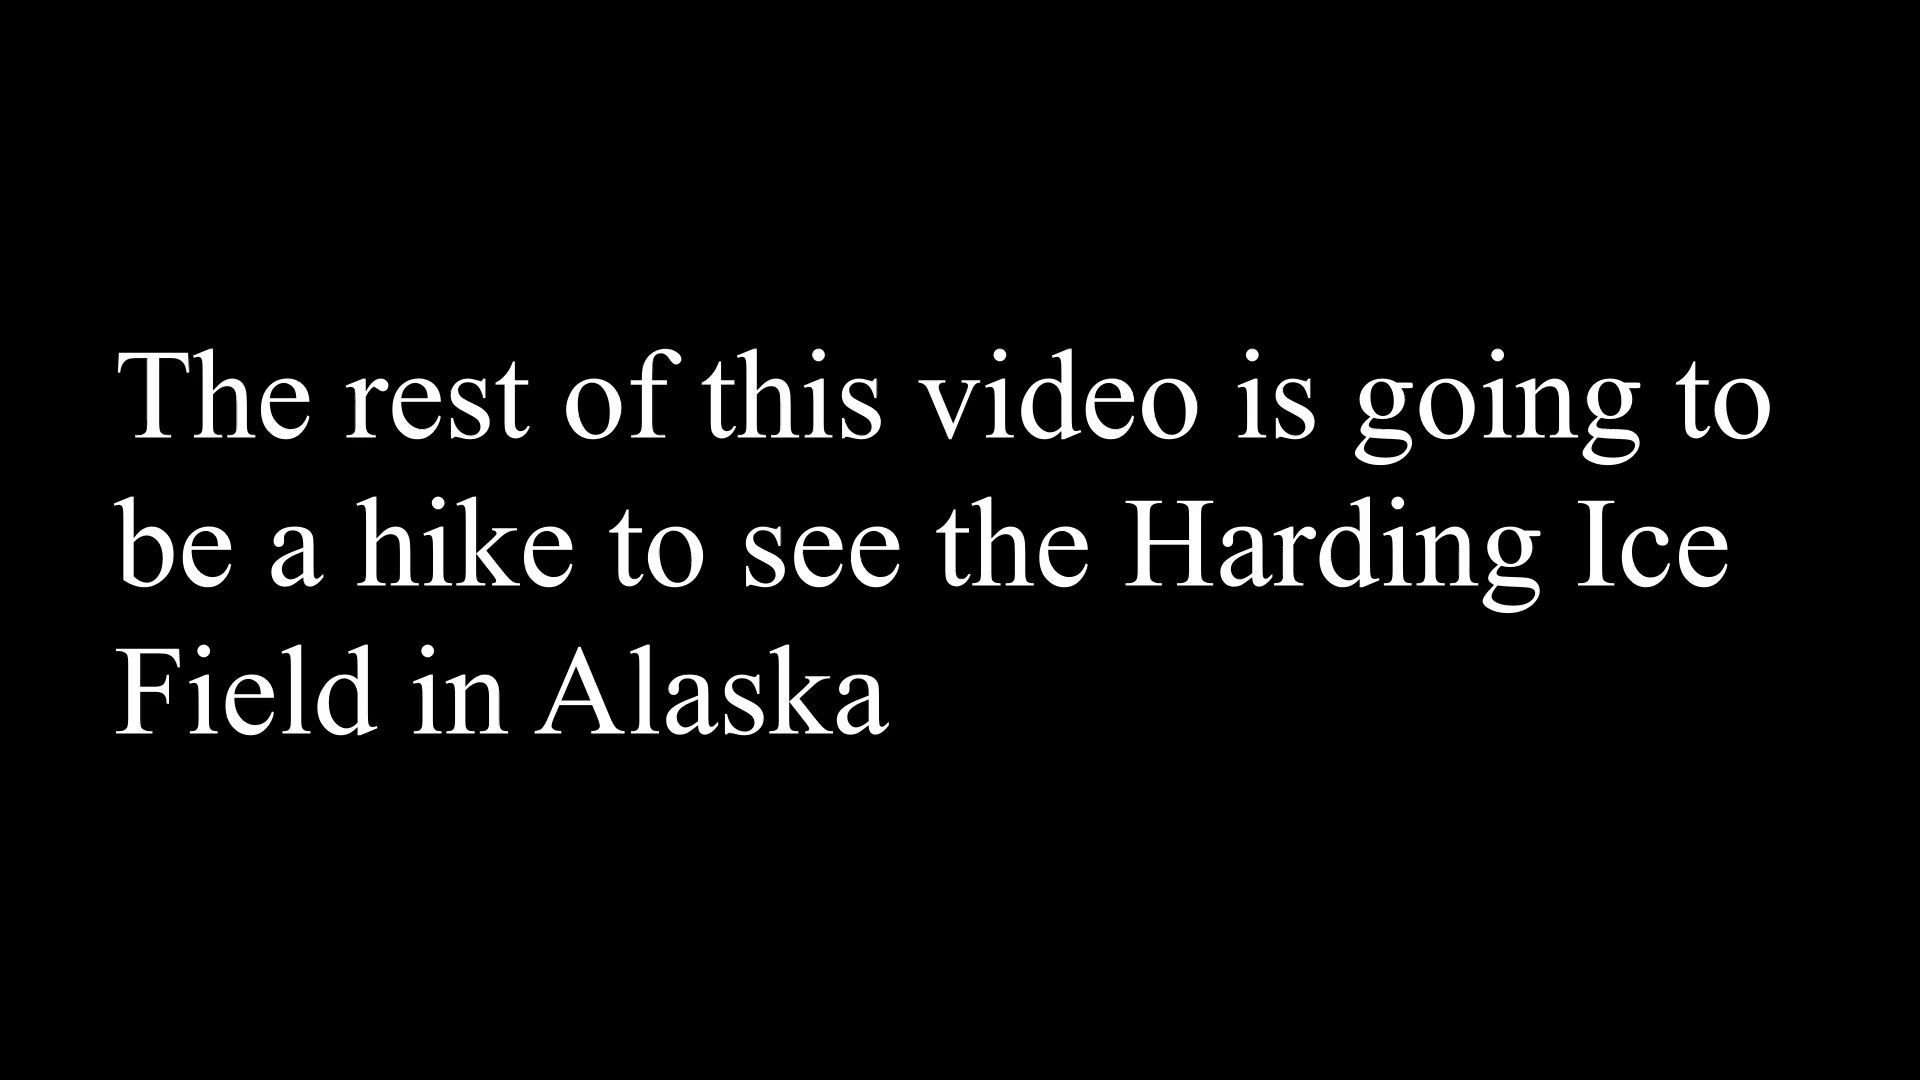 The rest of this video is going to
be a hike to see the Harding Ice
Field in Alaska